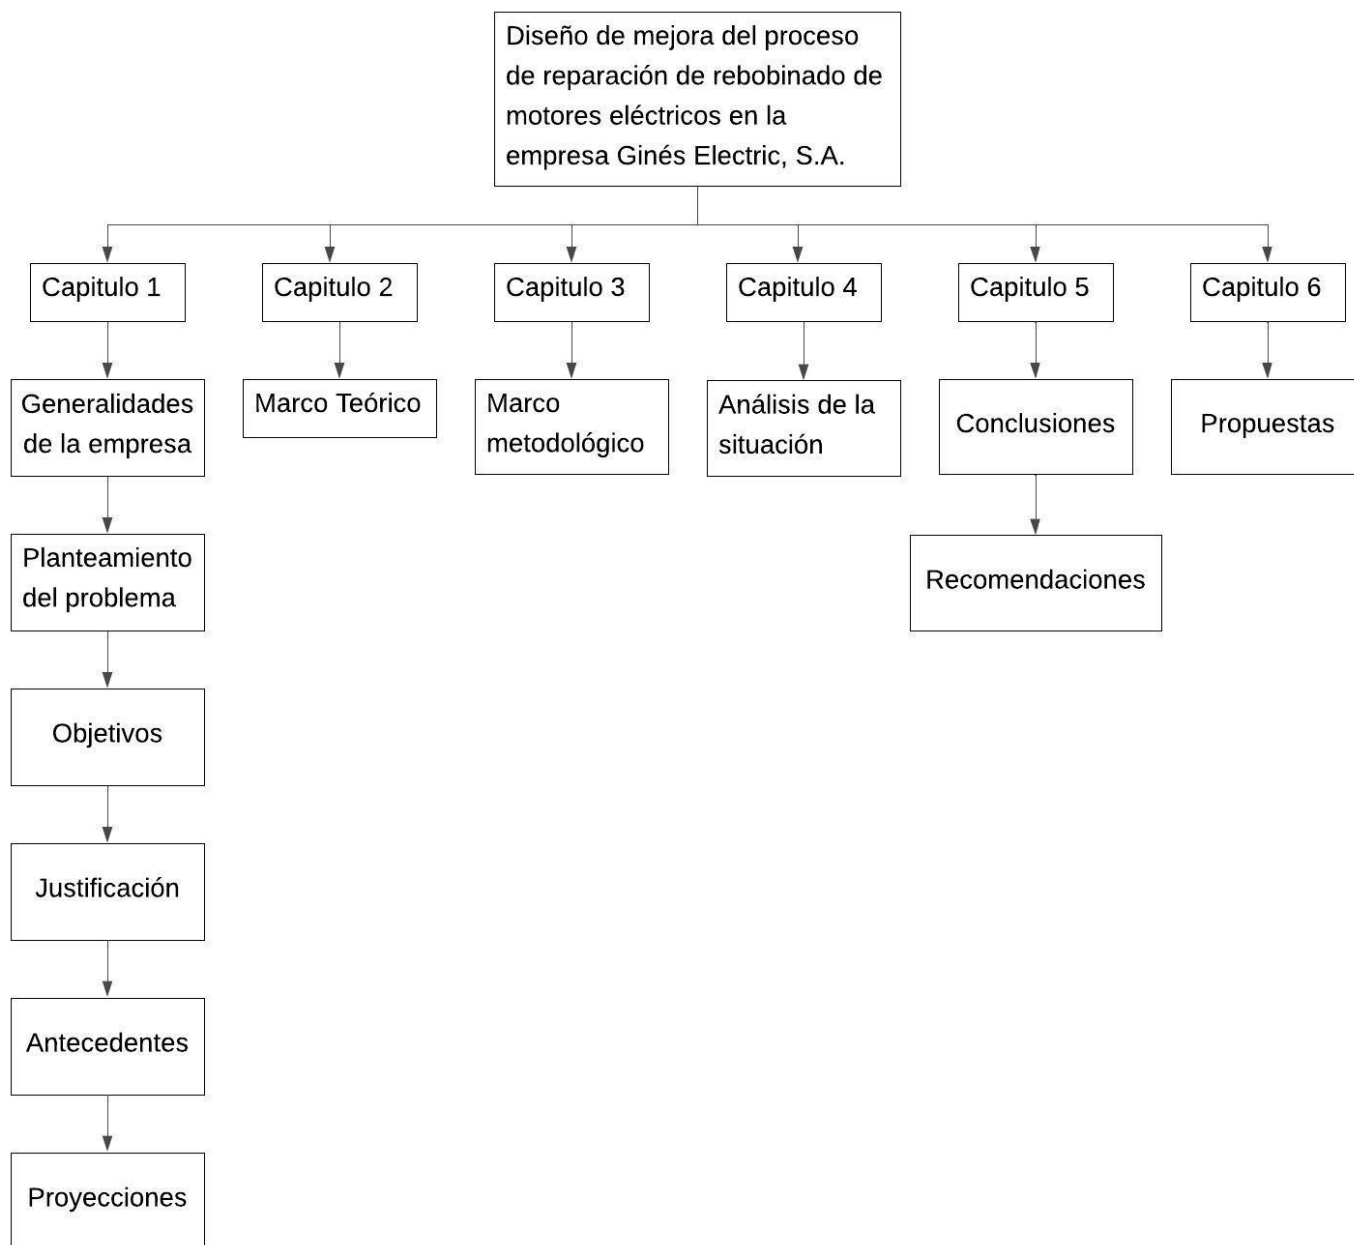 Diseño de mejora del proceso
de reparación de rebobinado de
motores eléctricos en la
empresa Ginés Electric, S.A.
Capitulo 1
Capitulo 2
Capitulo 3
Capitulo 4
Capitulo 5
Capitulo 6
Generalidades
de la empresa
Marco Teórico
Marco
metodológico
Análisis de la
situación
Conclusiones
Propuestas
Planteamiento
del problema
Recomendaciones
Objetivos
Justificación
Antecedentes
Proyecciones